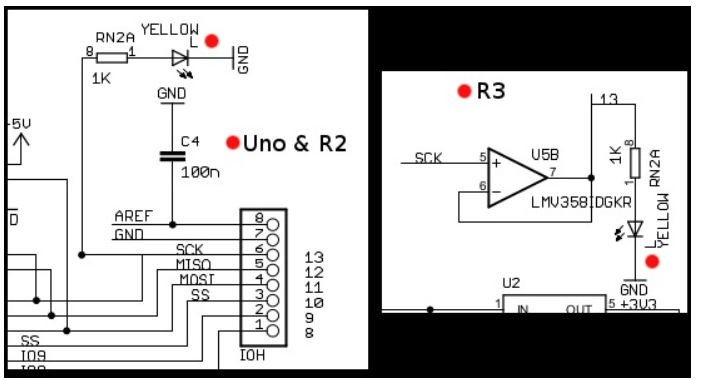 YELLOW
RN2A
L
8
1
GND
1K
GND
-5V
C4
100n
Uno & R2
D
AREF
8
GND
7
SCK
6
13
MISO
5
12
MOSI
4
11
SS
3
10
2
9
1
8
SS
IO9
IOH
R3
13
SCK
5
+
U5B
7
6
-
LMV358IDGKR
1K
8
1
RN2A
YELLOW
L
GND
U2
1
IN
OUT
5
+3V3